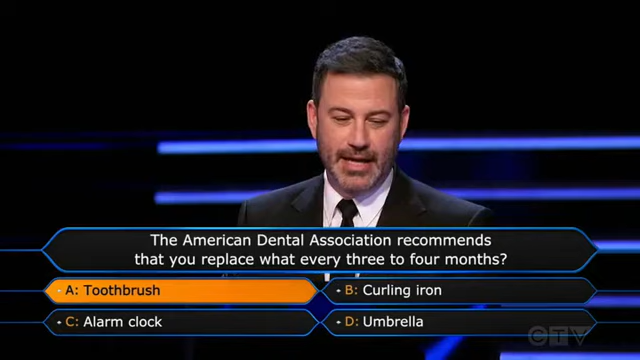 The American Dental Association recommends
that you replace what every three to four months?
A: Toothbrush
B: Curling iron
C: Alarm clock
D: Umbrella
CTV